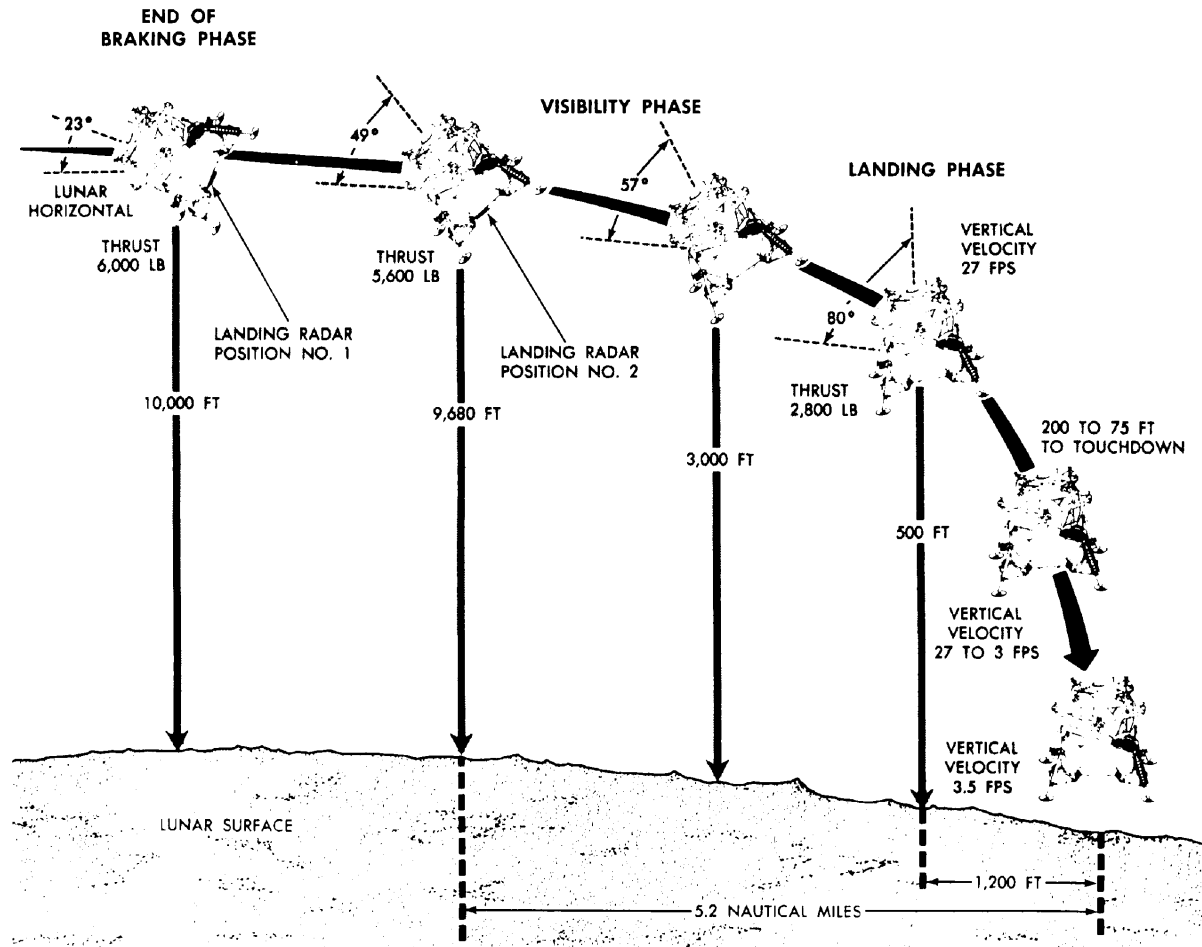 END OF
BRAKING PHASE
23°
LUNAR
HORIZONTAL
THRUST
6,000 LB
LANDING RADAR
POSITION NO. 1
10,000 FT
49°
THRUST
5,600 LB
LANDING RADAR
POSITION NO. 2
9,680 FT
VISIBILITY PHASE
57°
3,000 FT
LANDING PHASE
VERTICAL
VELOCITY
27 FPS
80°
THRUST
2,800 LB
500 FT
200 TO 75 FT
TO TOUCHDOWN
VERTICAL
VELOCITY
27 TO 3 FPS
VERTICAL
VELOCITY
3.5 FPS
LUNAR SURFACE
1,200 FT
5.2 NAUTICAL MILES